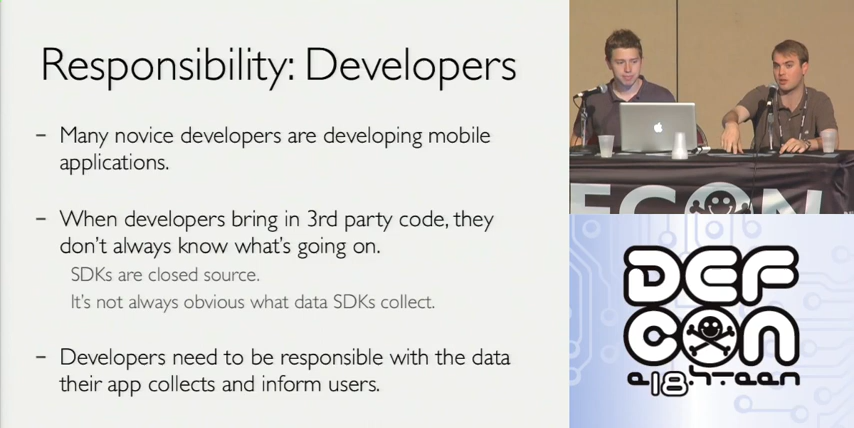 Responsibility: Developers
– Many novice developers are developing mobile
applications.
– When developers bring in 3rd party code, they
don't always know what's going on.
SDKs are closed source.
It's not always obvious what data SDKs collect.
– Developers need to be responsible with the data
their app collects and inform users.
ECON
DEF
CON
e18h-teen